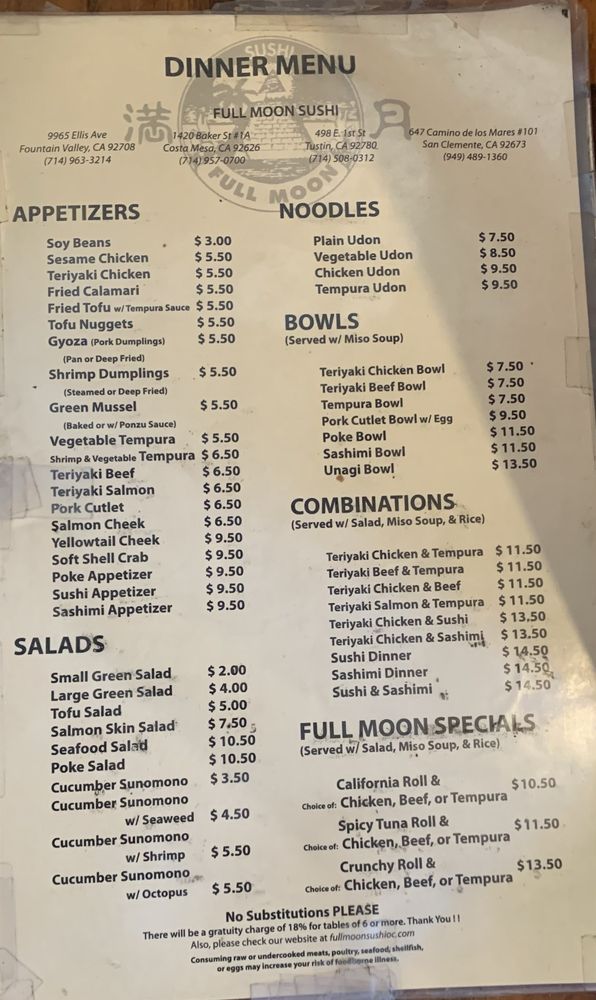 SUSHI
DINNER MENU
満 月
FULL MOON SUSHI
FULL MOON
9965 Ellis Ave
Fountain Valley, CA 92708
(714) 963-3214
1420 Baker St #1A
Costa Mesa, CA 92626
(714) 957-0700
498 E. 1st St
Tustin, CA 92780
(714) 508-0312
647 Camino de los Mares #101
San Clemente, CA 92673
(949) 489-1360
APPETIZERS
Soy Beans $ 3.00
Sesame Chicken $ 5.50
Teriyaki Chicken $ 5.50
Fried Calamari $ 5.50
Fried Tofu w/ Tempura Sauce $ 5.50
Tofu Nuggets $ 5.50
Gyoza (Pork Dumplings) $ 5.50
(Pan or Deep Fried)
Shrimp Dumplings $ 5.50
(Steamed or Deep Fried)
Green Mussel $ 5.50
(Baked or w/ Ponzu Sauce)
Vegetable Tempura $ 5.50
Shrimp & Vegetable Tempura $ 6.50
Teriyaki Beef $ 6.50
Teriyaki Salmon $ 6.50
Pork Cutlet $ 6.50
Salmon Cheek $ 6.50
Yellowtail Cheek $ 9.50
Soft Shell Crab $ 9.50
Poke Appetizer $ 9.50
Sushi Appetizer $ 9.50
Sashimi Appetizer $ 9.50
SALADS
Small Green Salad $ 2.00
Large Green Salad $ 4.00
Tofu Salad $ 5.00
Salmon Skin Salad $ 7.50
Seafood Salad $ 10.50
Poke Salad $ 10.50
Cucumber Sunomono $ 3.50
Cucumber Sunomono
w/ Seaweed $ 4.50
Cucumber Sunomono
w/ Shrimp $ 5.50
Cucumber Sunomono
w/ Octopus $ 5.50
NOODLES
Plain Udon $ 7.50
Vegetable Udon $ 8.50
Chicken Udon $ 9.50
Tempura Udon $ 9.50
BOWLS
(Served w/ Miso Soup)
Teriyaki Chicken Bowl $ 7.50
Teriyaki Beef Bowl $ 7.50
Tempura Bowl $ 7.50
Pork Cutlet Bowl w/ Egg $ 9.50
Poke Bowl $ 11.50
Sashimi Bowl $ 11.50
Unagi Bowl $ 13.50
COMBINATIONS
(Served w/ Salad, Miso Soup, & Rice)
Teriyaki Chicken & Tempura $ 11.50
Teriyaki Beef & Tempura $ 11.50
Teriyaki Chicken & Beef $ 11.50
Teriyaki Salmon & Tempura $ 11.50
Teriyaki Chicken & Sushi $ 13.50
Teriyaki Chicken & Sashimi $ 13.50
Sushi Dinner $ 14.50
Sashimi Dinner $ 14.50
Sushi & Sashimi $ 14.50
FULL MOON SPECIALS
(Served w/ Salad, Miso Soup, & Rice)
California Roll & $ 10.50
Choice of: Chicken, Beef, or Tempura
Spicy Tuna Roll & $ 11.50
Choice of: Chicken, Beef, or Tempura
Crunchy Roll & $ 13.50
Choice of: Chicken, Beef, or Tempura
No Substitutions PLEASE
There will be a gratuity charge of 18% for tables of 6 or more. Thank You ! !
Also, please check our website at fullmoonsushioc.com
Consuming raw or undercooked meats, poultry, seafood, shellfish,
or eggs may increase your risk of foodborne illness.